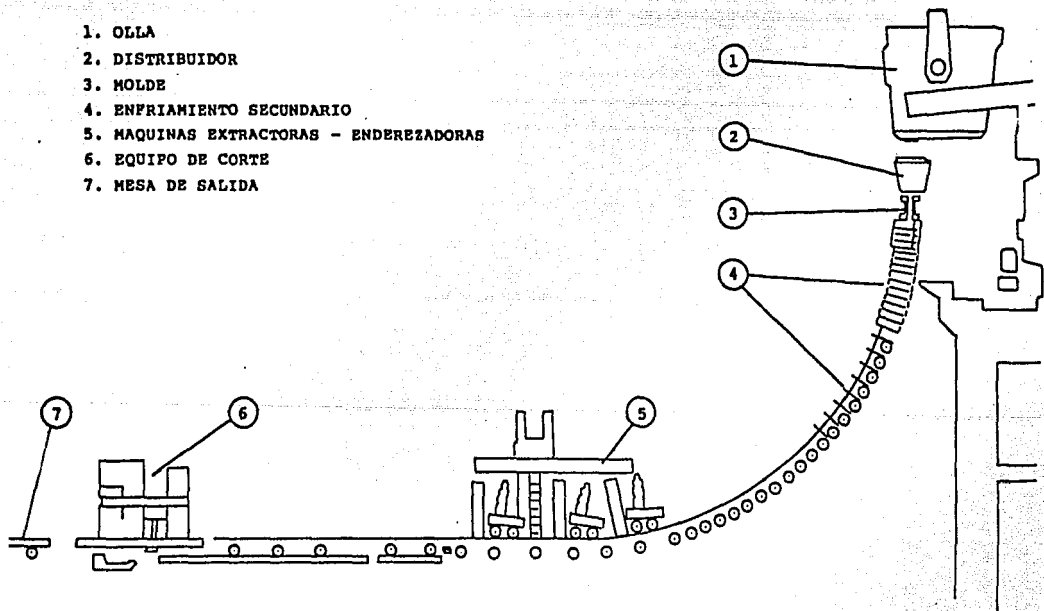 1. OLLA
2. DISTRIBUIDOR
3. MOLDE
4. ENFRIAMIENTO SECUNDARIO
5. MAQUINAS EXTRACTORAS - ENDEREZADORAS
6. EQUIPO DE CORTE
7. MESA DE SALIDA
1
2
3
4
5
6
7